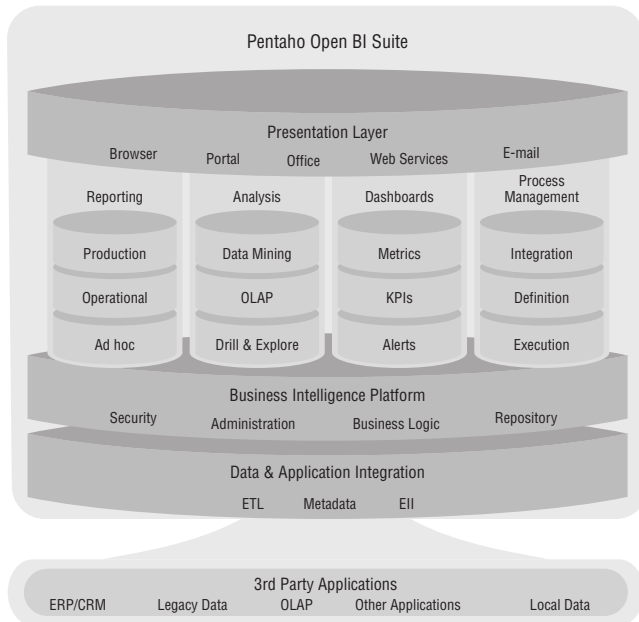 Pentaho Open BI Suite
Presentation Layer
Browser Portal Office Web Services E-mail
Reporting Analysis Dashboards Process Management
Production Data Mining Metrics Integration
Operational OLAP KPIs Definition
Ad hoc Drill & Explore Alerts Execution
Business Intelligence Platform
Security Administration Business Logic Repository
Data & Application Integration
ETL Metadata EII
3rd Party Applications
ERP/CRM Legacy Data OLAP Other Applications Local Data